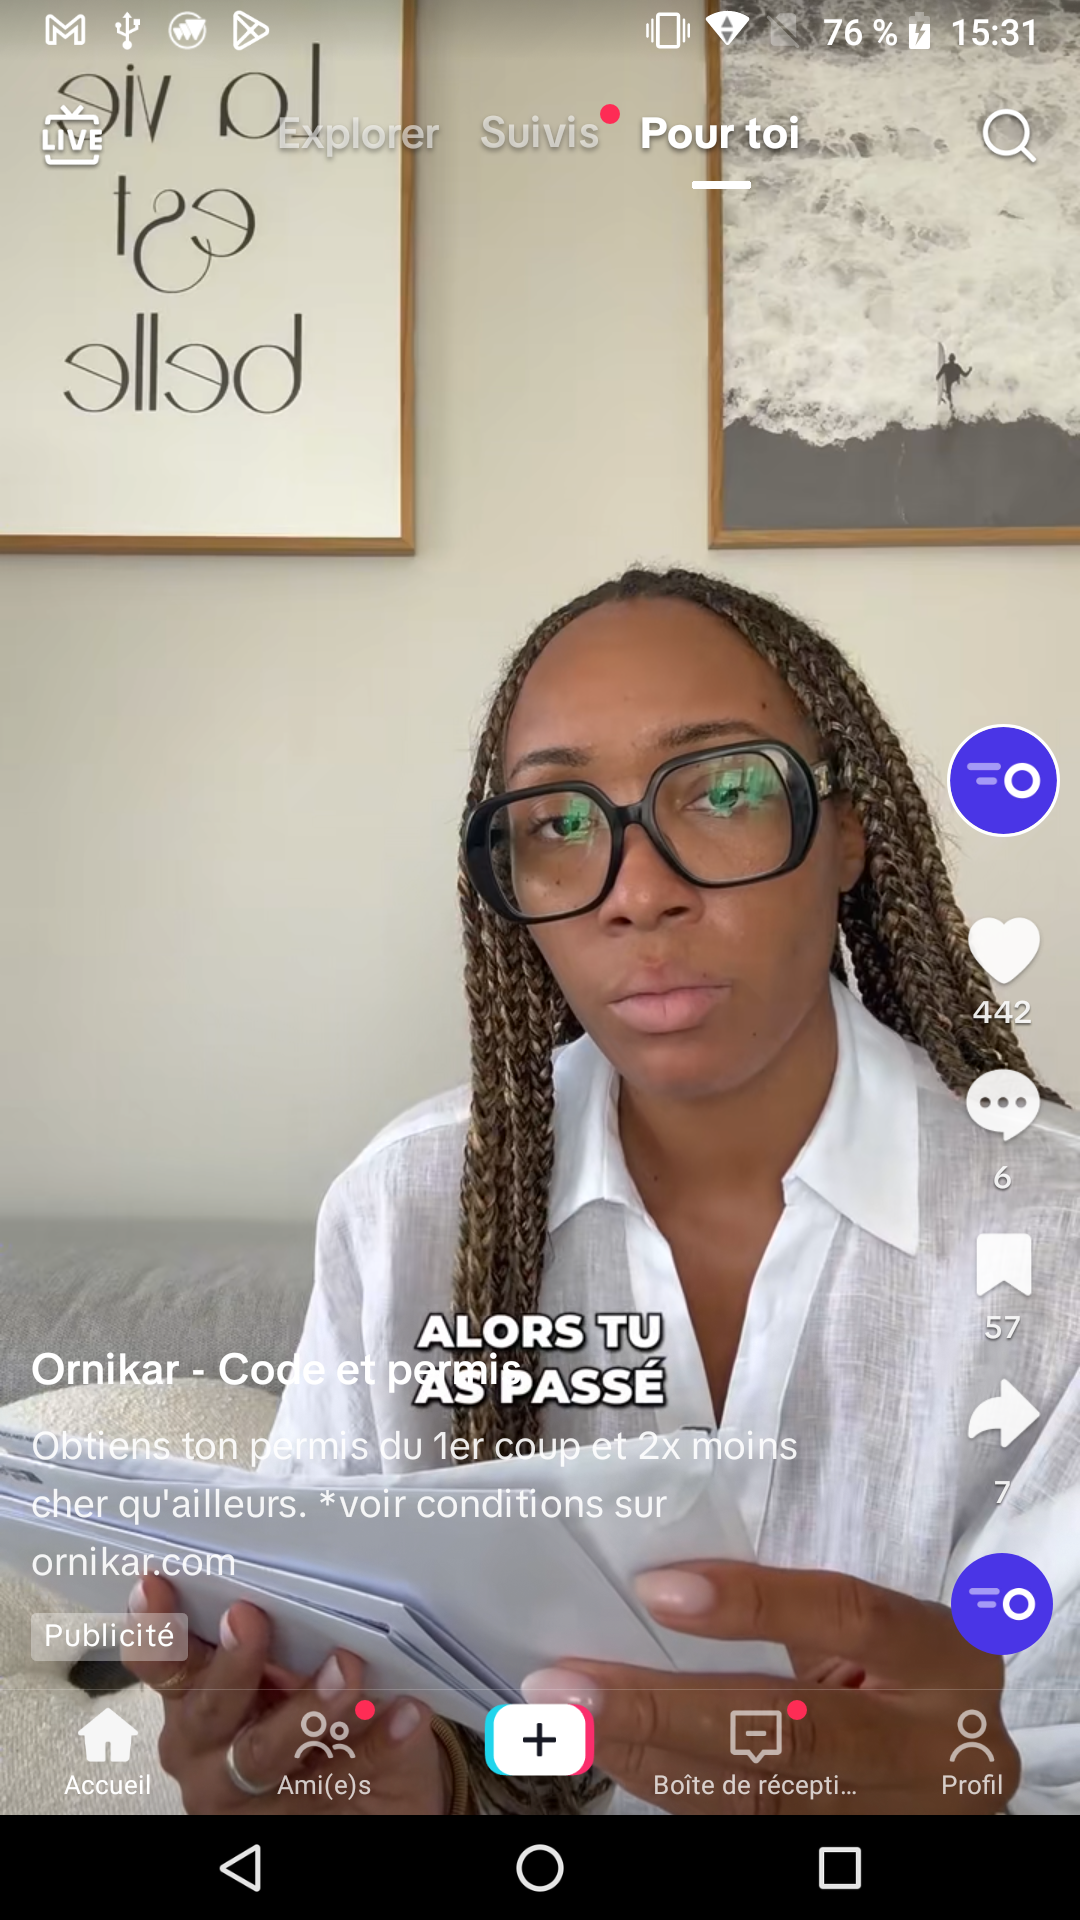 76 % 15:31
LIVE
Explorer Suivis Pour toi
La vie
est
belle
442
6
57
7
ALORS TU
AS PASSÉ
Ornikar - Code et permis
Obtiens ton permis du 1er coup et 2x moins
cher qu'ailleurs. *voir conditions sur
ornikar.com
Publicité
Accueil Ami(e)s Boîte de récepti... Profil